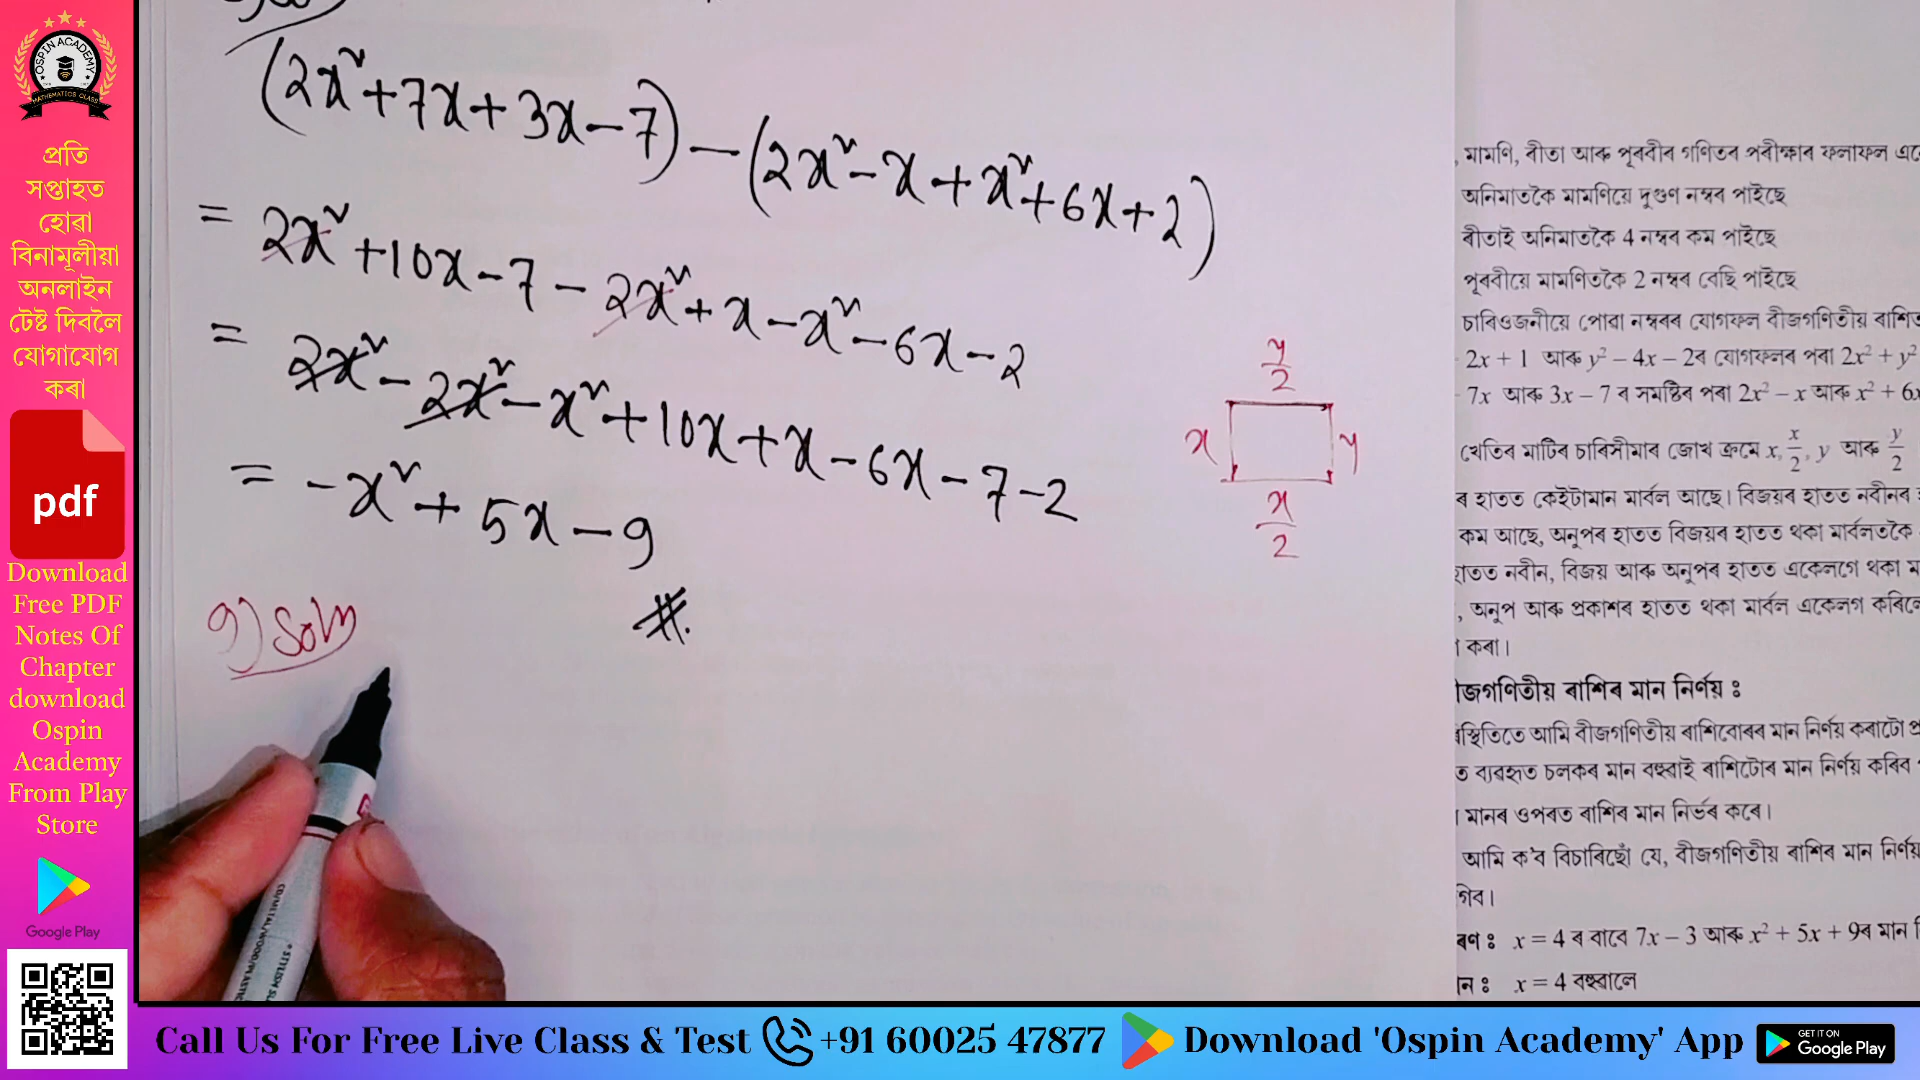 OSPIN ACADEMY
MATHEMATICS CLASS
প্ৰতি
সপ্তাহত
হোৱা
বিনামূলীয়া
অনলাইন
টেষ্ট দিবলৈ
যোগাযোগ
কৰা
pdf
Download
Free PDF
Notes Of
Chapter
download
Ospin
Academy
From Play
Store
Google Play
(2x² + 7x + 3x - 7) - (2x² - x + x² + 6x + 2)
= 2x² + 10x - 7 - 2x² + x - x² - 6x - 2
= 2x² - 2x² - x² + 10x + x - 6x - 7 - 2
= -x² + 5x - 9
#.
9) Soln
y/2
x
y
x/2
, মামণি, ৰীতা আৰু পূৰবীৰ গণিতৰ পৰীক্ষাৰ ফলাফল
অনিমাতকৈ মামণিয়ে দুগুণ নম্বৰ পাইছে
ৰীতাই অনিমাতকৈ 4 নম্বৰ কম পাইছে
পূৰবীয়ে মামণিতকৈ 2 নম্বৰ বেছি পাইছে
চাৰিওজনীয়ে পোৱা নম্বৰৰ যোগফল বীজগণিতীয়
2x + 1 আৰু y² – 4x – 2ৰ যোগফলৰ পৰা 2x² + y²
7x আৰু 3x – 7 ৰ সমষ্টিৰ পৰা 2x² – x আৰু x² + 6x
খেতিৰ মাটিৰ চাৰিসীমাৰ জোখ ক্ৰমে x, x/2, y আৰু y/2
ৰ হাতত কেইটামান মাৰ্বল আছে। বিজয়ৰ হাতত নবীনৰ
কম আছে, অনুপৰ হাতত বিজয়ৰ হাতত থকা মাৰ্বলতকৈ
হাতত নবীন, বিজয় আৰু অনুপৰ হাতত একেলগে থকা
, অনুপ আৰু প্ৰকাশৰ হাতত থকা মাৰ্বল একেলগ কৰিলে
কৰা।
ীজগণিতীয় ৰাশিৰ মান নিৰ্ণয় ঃ
স্থিতিতে আমি বীজগণিতীয় ৰাশিবোৰৰ মান নিৰ্ণয় কৰাটো
ত ব্যৱহৃত চলকৰ মান বহুৱাই ৰাশিটোৰ মান নিৰ্ণয় কৰিব
মানৰ ওপৰত ৰাশিৰ মান নিৰ্ভৰ কৰে।
আমি ক'ব বিচাৰিছোঁ যে, বীজগণিতীয় ৰাশিৰ মান নিৰ্ণয়
গিব।
ৰণ ঃ x = 4 ৰ বাবে 7x – 3 আৰু x² + 5x + 9ৰ মান
ন ঃ x = 4 বহুৱালে
Call Us For Free Live Class & Test +91 60025 47877 Download 'Ospin Academy' App GET IT ON Google Play